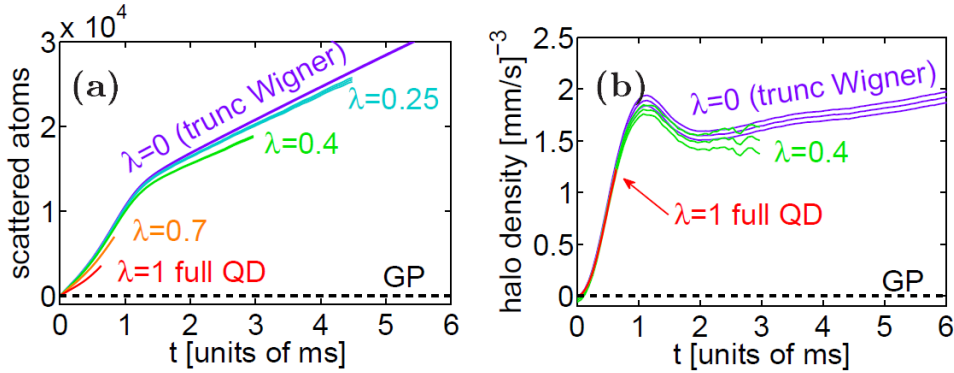 3 x 10⁴
2
1
0
scattered atoms
(a)
λ=0 (trunc Wigner)
λ=0.25
λ=0.4
λ=0.7
λ=1 full QD
GP
0 1 2 3 4 5 6
t [units of ms]
2.5
2
1.5
1
0.5
0
halo density [mm/s]⁻³
(b)
λ=0 (trunc Wigner)
λ=0.4
λ=1 full QD
GP
0 1 2 3 4 5 6
t [units of ms]